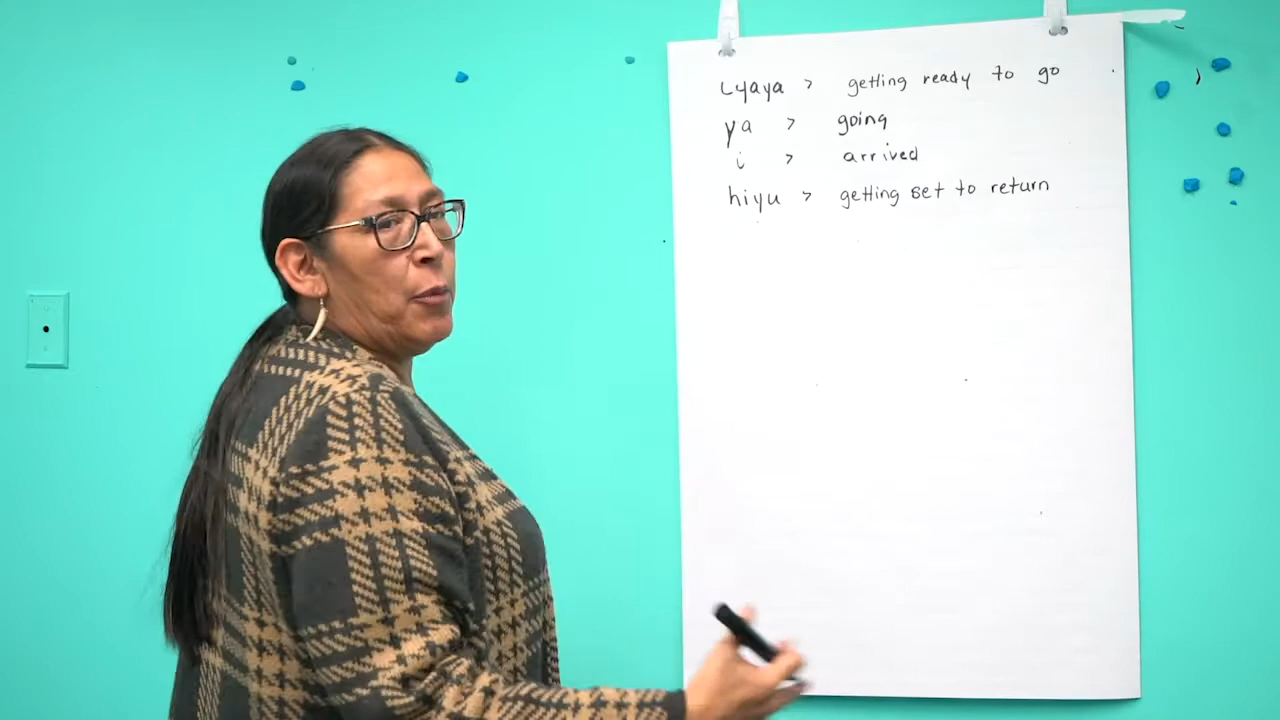 Lyaya > getting ready to go
ya > going
i > arrived
hiyu > getting set to return